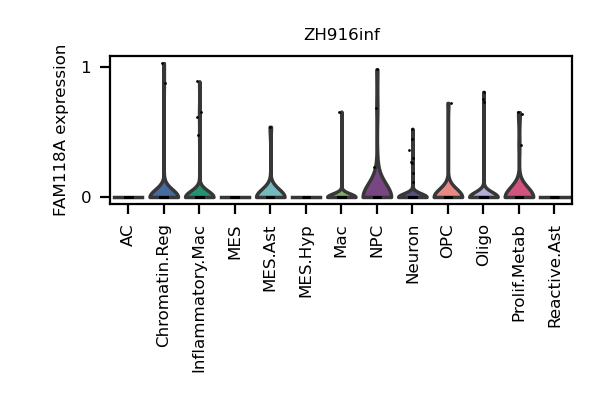 ZH916inf
FAM118A expression
1
0
AC
Chromatin.Reg
Inflammatory.Mac
MES
MES.Ast
MES.Hyp
Mac
NPC
Neuron
OPC
Oligo
Prolif.Metab
Reactive.Ast